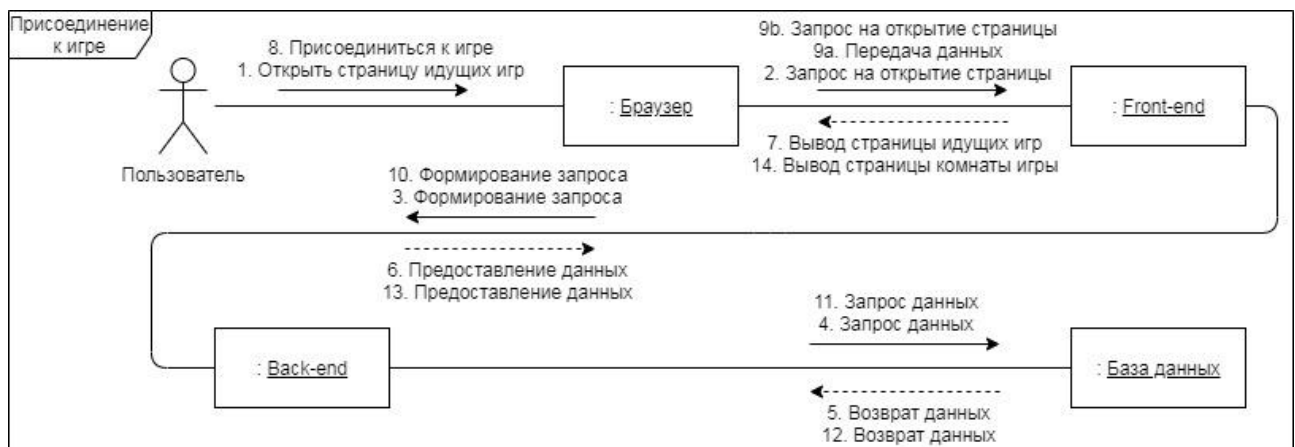 Присоединение
к игре
8. Присоединиться к игре
1. Открыть страницу идущих игр
9b. Запрос на открытие страницы
9a. Передача данных
2. Запрос на открытие страницы
: Браузер
: Front-end
Пользователь
7. Вывод страницы идущих игр
14. Вывод страницы комнаты игры
10. Формирование запроса
3. Формирование запроса
6. Предоставление данных
13. Предоставление данных
11. Запрос данных
4. Запрос данных
: Back-end
: База данных
5. Возврат данных
12. Возврат данных